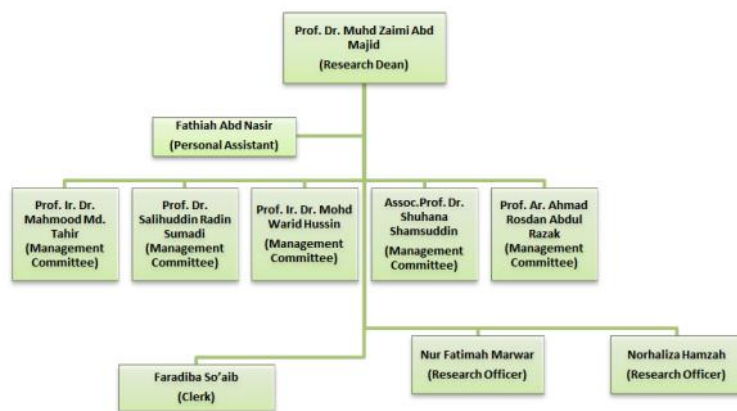 Prof. Dr. Muhd Zaimi Abd
Majid
(Research Dean)
Fathiah Abd Nasir
(Personal Assistant)
Prof. Ir. Dr.
Mahmood Md.
Tahir
(Management
Committee)
Prof. Dr.
Salihuddin Radin
Sumadi
(Management
Committee)
Prof. Ir. Dr. Mohd
Warid Hussin
(Management
Committee)
Assoc.Prof. Dr.
Shuhana
Shamsuddin
(Management
Committee)
Prof. Ar. Ahmad
Rosdan Abdul
Razak
(Management
Committee)
Faradiba So'aib
(Clerk)
Nur Fatimah Marwar
(Research Officer)
Norhaliza Hamzah
(Research Officer)